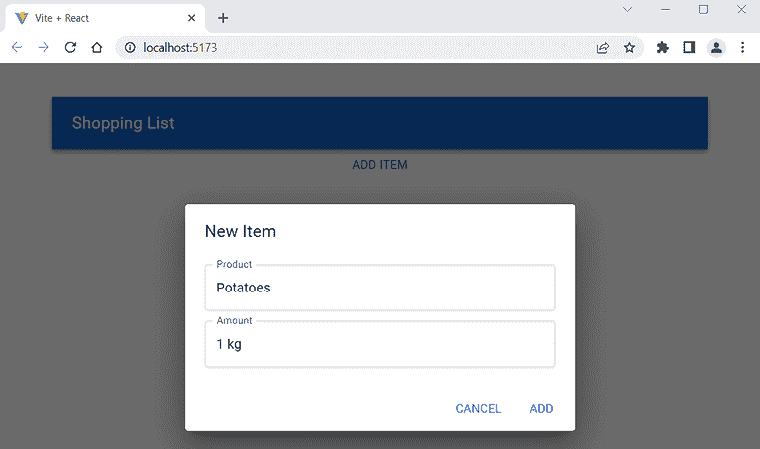 Vite + React
localhost:5173
Shopping List
ADD ITEM
New Item
Product
Potatoes
Amount
1 kg
CANCEL ADD